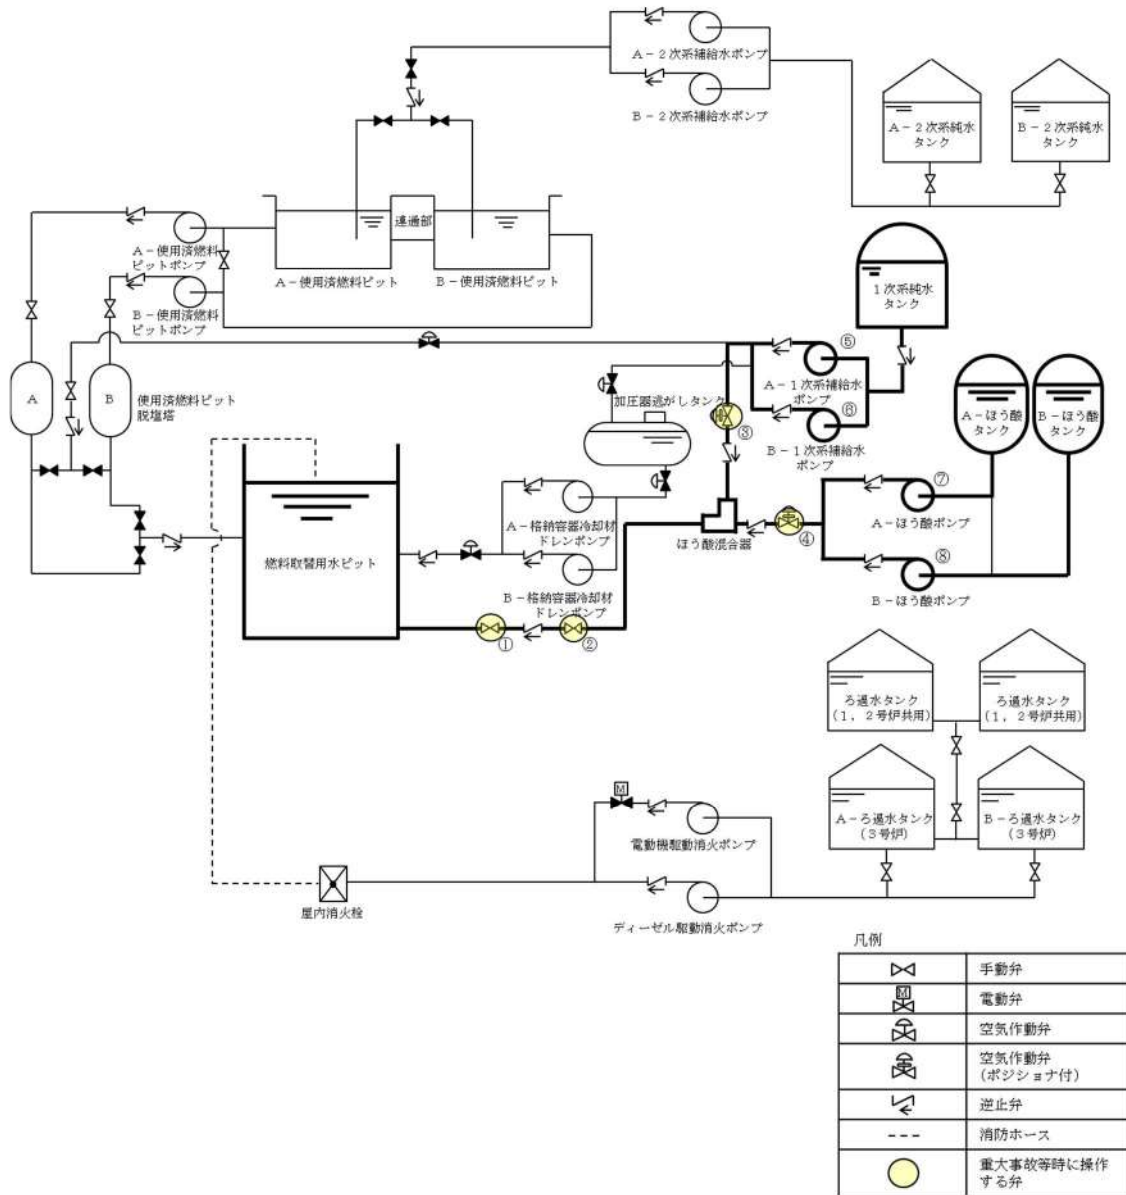 A-2次系補給水ポンプ
B-2次系補給水ポンプ
A-2次系純水
タンク
B-2次系純水
タンク
連通部
A-使用済燃料
ピットポンプ
A-使用済燃料ピット
B-使用済燃料ピット
B-使用済燃料
ピットポンプ
1次系純水
タンク
⑤
A-1次系補給水
ポンプ
⑥
B-1次系補給水
ポンプ
A
B
使用済燃料ピット
脱塩塔
加圧器逃がしタンク
③
A-ほう酸
タンク
B-ほう酸
タンク
⑦
A-ほう酸ポンプ
④
⑧
B-ほう酸ポンプ
ほう酸混合器
A-格納容器冷却材
ドレンポンプ
B-格納容器冷却材
ドレンポンプ
燃料取替用水ピット
①
②
ろ過水タンク
(1,2号炉共用)
ろ過水タンク
(1,2号炉共用)
A-ろ過水タンク
(3号炉)
B-ろ過水タンク
(3号炉)
M
電動機駆動消火ポンプ
屋内消火栓
ディーゼル駆動消火ポンプ
凡例
手動弁
M
電動弁
空気作動弁
空気作動弁
(ポジショナ付)
逆止弁
消防ホース
重大事故等時に操作
する弁